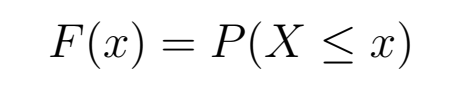 F(x) = P(X ≤ x)